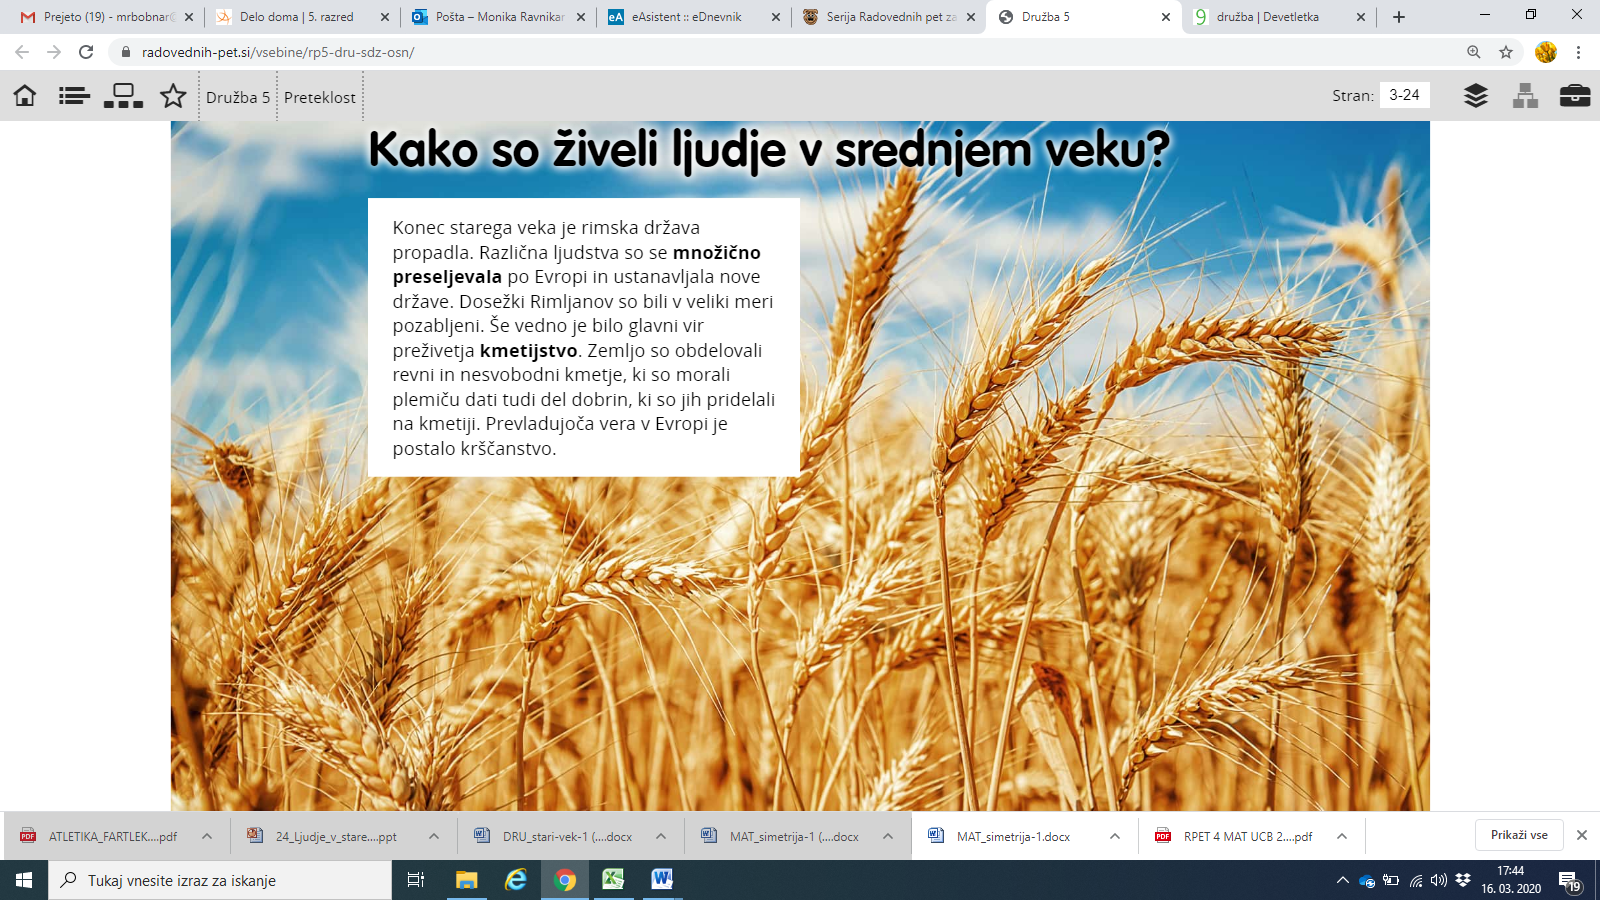 Prejeto (19) - mrbobnar@
Delo doma | 5. razred
Pošta – Monika Ravnikar
eAsistent :: eDnevnik
Serija Radovednih pet za
Družba 5
družba | Devetletka
radovednih-pet.si/vsebine/rp5-dru-sdz-osn/
Družba 5
Preteklost
Stran: 3-24
Kako so živeli ljudje v srednjem veku?
Konec starega veka je rimska država
propadla. Različna ljudstva so se množično
preseljevala po Evropi in ustanavljala nove
države. Dosežki Rimljanov so bili v veliki meri
pozabljeni. Še vedno je bilo glavni vir
preživetja kmetijstvo. Zemljo so obdelovali
revni in nesvobodni kmetje, ki so morali
plemiču dati tudi del dobrin, ki so jih pridelali
na kmetiji. Prevladujoča vera v Evropi je
postalo krščanstvo.
ATLETIKA_FARTLEK....pdf
24_Ljudje_v_stare....ppt
DRU_stari-vek-1 (....docx
MAT_simetrija-1 (....docx
MAT_simetrija-1.docx
RPET 4 MAT UCB 2....pdf
Prikaži vse
Tukaj vnesite izraz za iskanje
17:44
16. 03. 2020
19